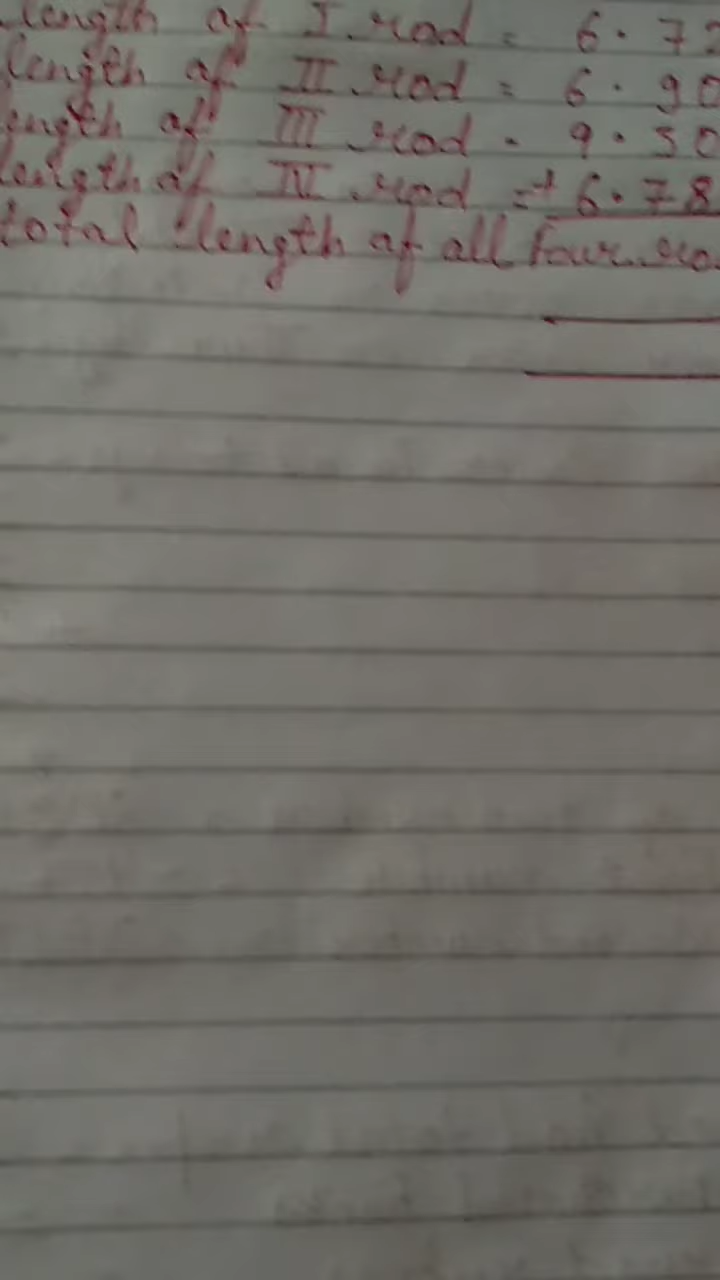 length of I rod = 6.72
length of II rod = 6.90
length of III rod = 9.50
length of IV rod = + 6.78
total length of all four